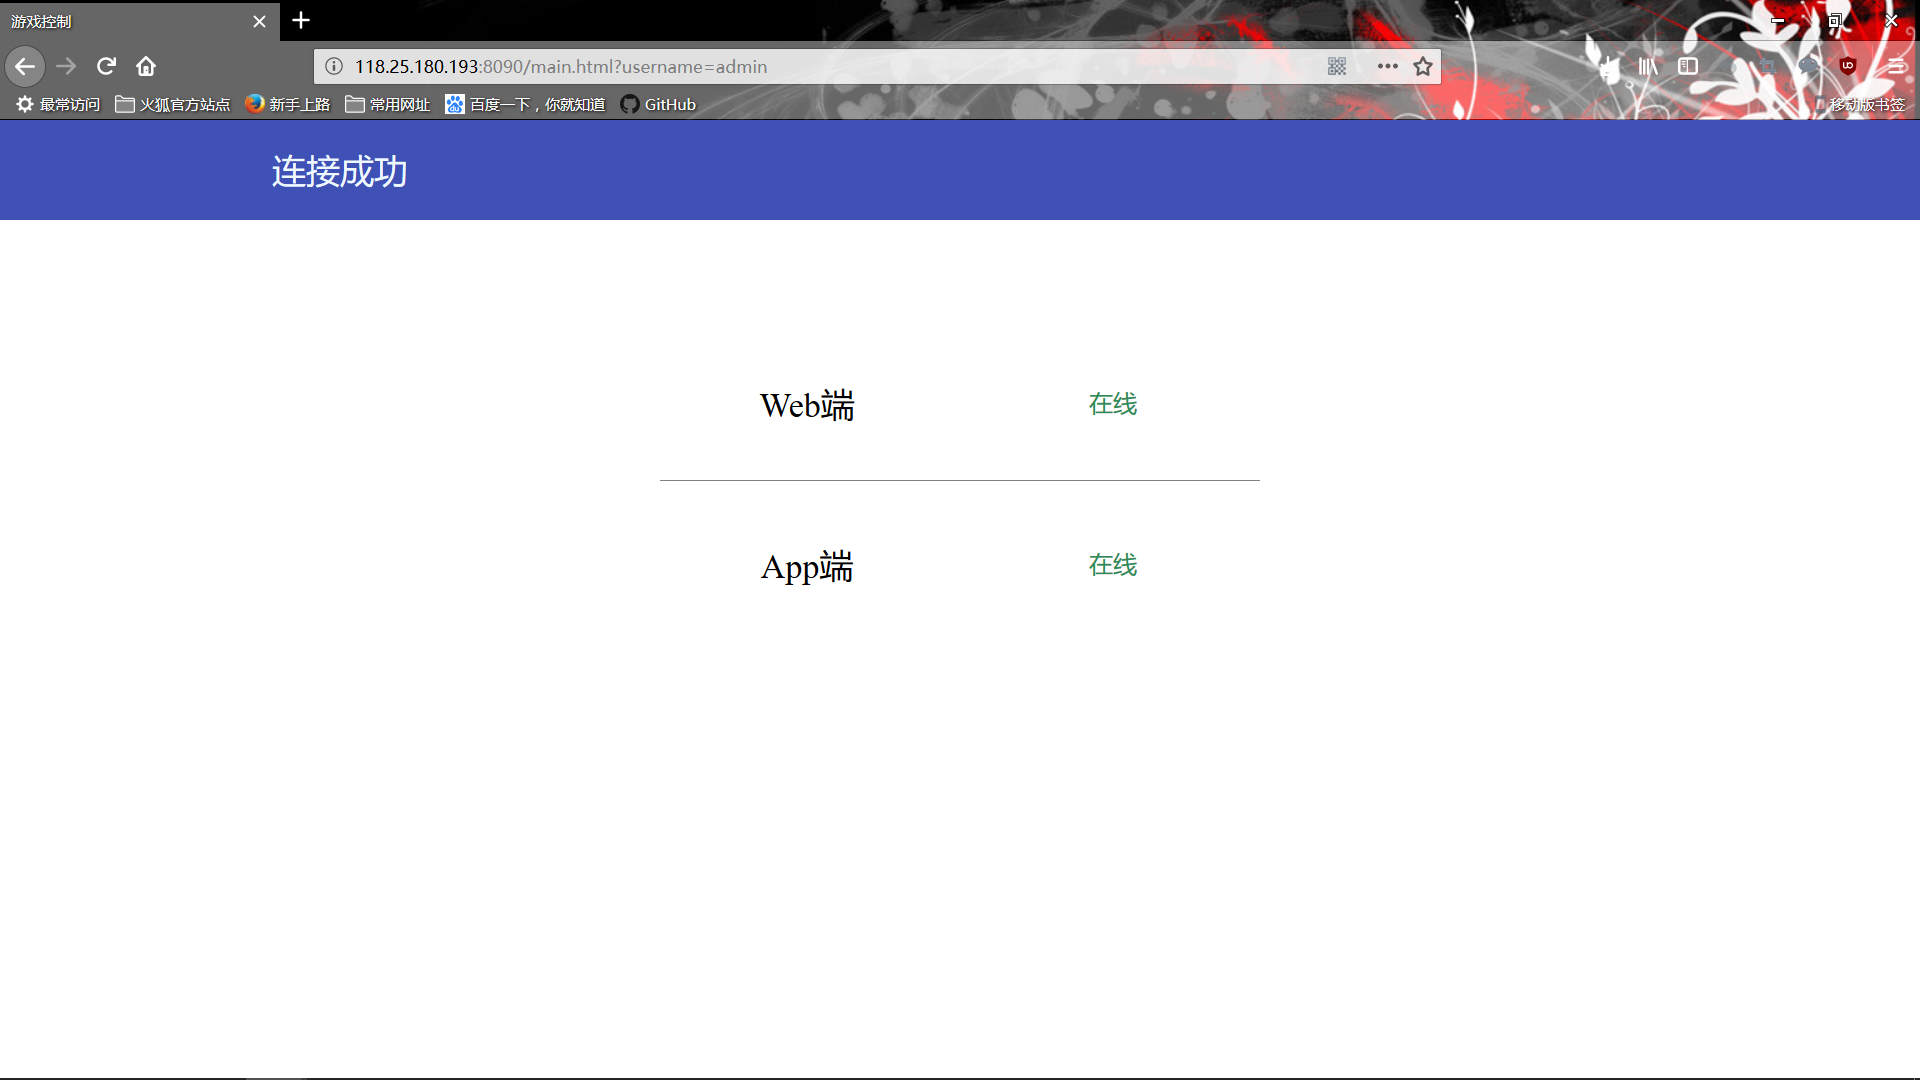 游戏控制
118.25.180.193:8090/main.html?username=admin
最常访问 火狐官方站点 新手上路 常用网址 百度一下，你就知道 GitHub 移动版书签
连接成功
Web端 在线
App端 在线